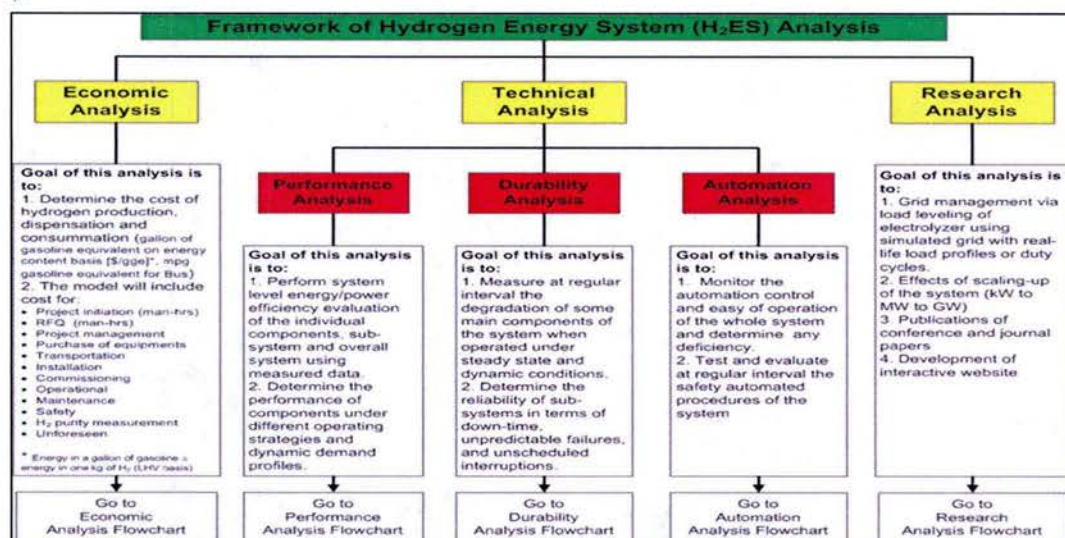 Framework of Hydrogen Energy System (H₂ES) Analysis
Economic
Analysis
Technical
Analysis
Research
Analysis
Performance
Analysis
Durability
Analysis
Automation
Analysis
Goal of this analysis is
to:
1. Determine the cost of
hydrogen production,
dispensation and
consummation (gallon of
gasoline equivalent on energy
content basis [$/gge]*, mpg
gasoline equivalent for Bus)
2. The model will include
cost for:
• Project initiation (man-hrs)
• RFQ (man-hrs)
• Project management
• Purchase of equipments
• Transportation
• Installation
• Commissioning
• Operational
• Maintenance
• Safety
• H₂ purity measurement
• Unforeseen
* Energy in a gallon of gasoline ≅
energy in one kg of H₂ (LHV basis)
Goal of this analysis
is to:
1. Perform system
level energy/power
efficiency evaluation
of the individual
components, sub-
system and overall
system using
measured data.
2. Determine the
performance of
components under
different operating
strategies and
dynamic demand
profiles.
Goal of this analysis
is to:
1. Measure at regular
interval the
degradation of some
main components of
the system when
operated under
steady state and
dynamic conditions.
2. Determine the
reliability of sub-
systems in terms of
down-time,
unpredictable failures,
and unscheduled
interruptions.
Goal of this analysis
is to:
1. Monitor the
automation control
and easy of operation
of the whole system
and determine any
deficiency.
2. Test and evaluate
at regular interval the
safety automated
procedures of the
system
Goal of this analysis is
to:
1. Grid management via
load leveling of
electrolyzer using
simulated grid with real-
life load profiles or duty
cycles.
2. Effects of scaling-up
of the system (kW to
MW to GW)
3. Publications of
conference and journal
papers
4. Development of
interactive website
Go to
Economic
Analysis Flowchart
Go to
Performance
Analysis Flowchart
Go to
Durability
Analysis Flowchart
Go to
Automation
Analysis Flowchart
Go to
Research
Analysis Flowchart